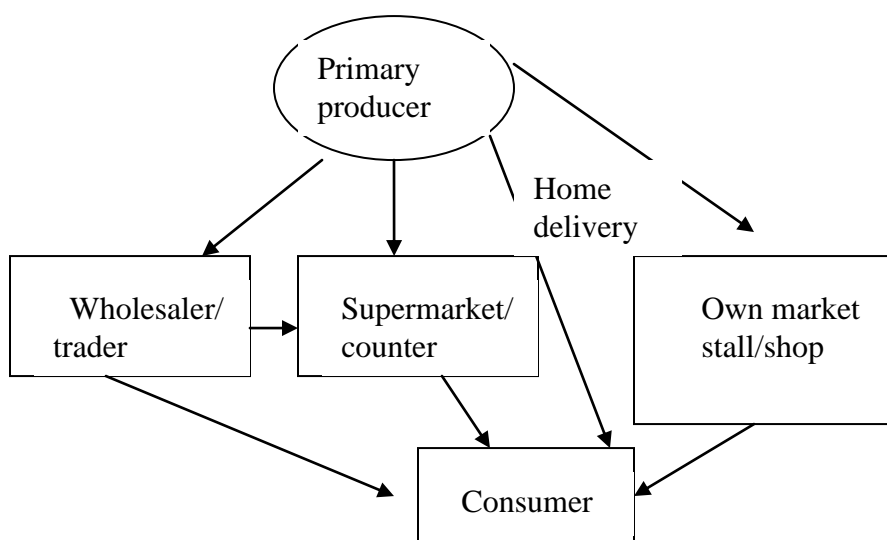 Primary
producer
Home
delivery
Wholesaler/
trader
Supermarket/
counter
Own market
stall/shop
Consumer